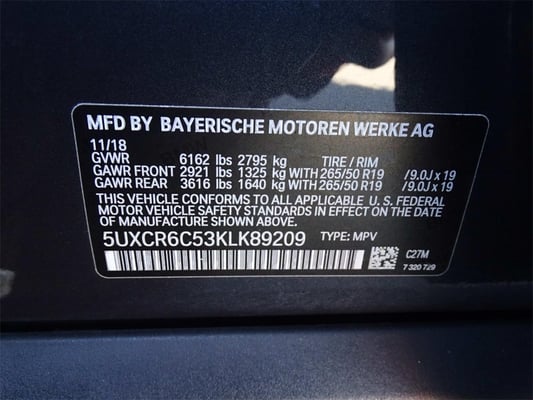 MFD BY BAYERISCHE MOTOREN WERKE AG
11/18
GVWR 6162 lbs 2795 kg TIRE / RIM
GAWR FRONT 2921 lbs 1325 kg WITH 265/50 R19 /9.0J x 19
GAWR REAR 3616 lbs 1640 kg WITH 265/50 R19 /9.0J x 19
THIS VEHICLE CONFORMS TO ALL APPLICABLE U. S. FEDERAL
MOTOR VEHICLE SAFETY STANDARDS IN EFFECT ON THE DATE
OF MANUFACTURE SHOWN ABOVE.
5UXCR6C53KLK89209 TYPE: MPV
C27M
7 320 729